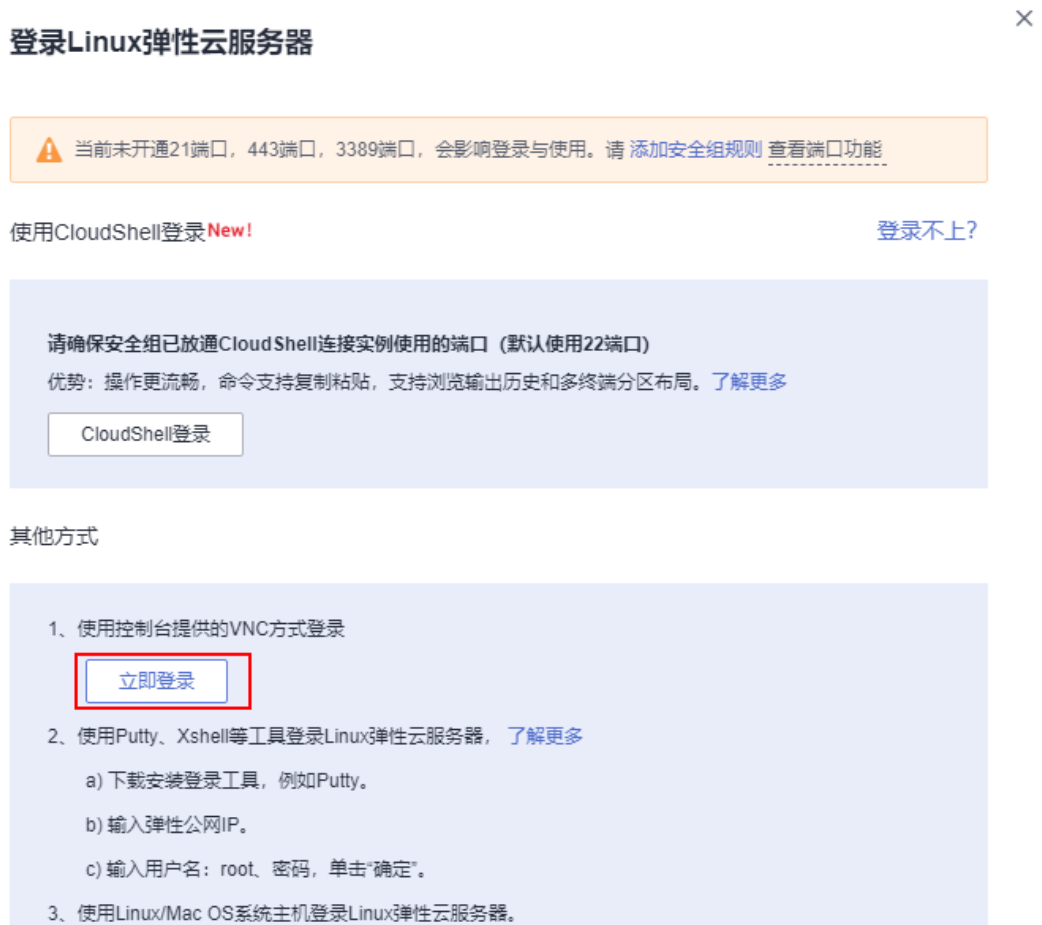 登录Linux弹性云服务器
当前未开通21端口，443端口，3389端口，会影响登录与使用。请 添加安全组规则 查看端口功能
使用CloudShell登录New!
登录不上?
请确保安全组已放通CloudShell连接实例使用的端口（默认使用22端口）
优势：操作更流畅，命令支持复制粘贴，支持浏览输出历史和多终端分区布局。了解更多
CloudShell登录
其他方式
1、使用控制台提供的VNC方式登录
立即登录
2、使用Putty、Xshell等工具登录Linux弹性云服务器， 了解更多
a) 下载安装登录工具，例如Putty。
b) 输入弹性公网IP。
c) 输入用户名：root、密码，单击“确定”。
3、使用Linux/Mac OS系统主机登录Linux弹性云服务器。